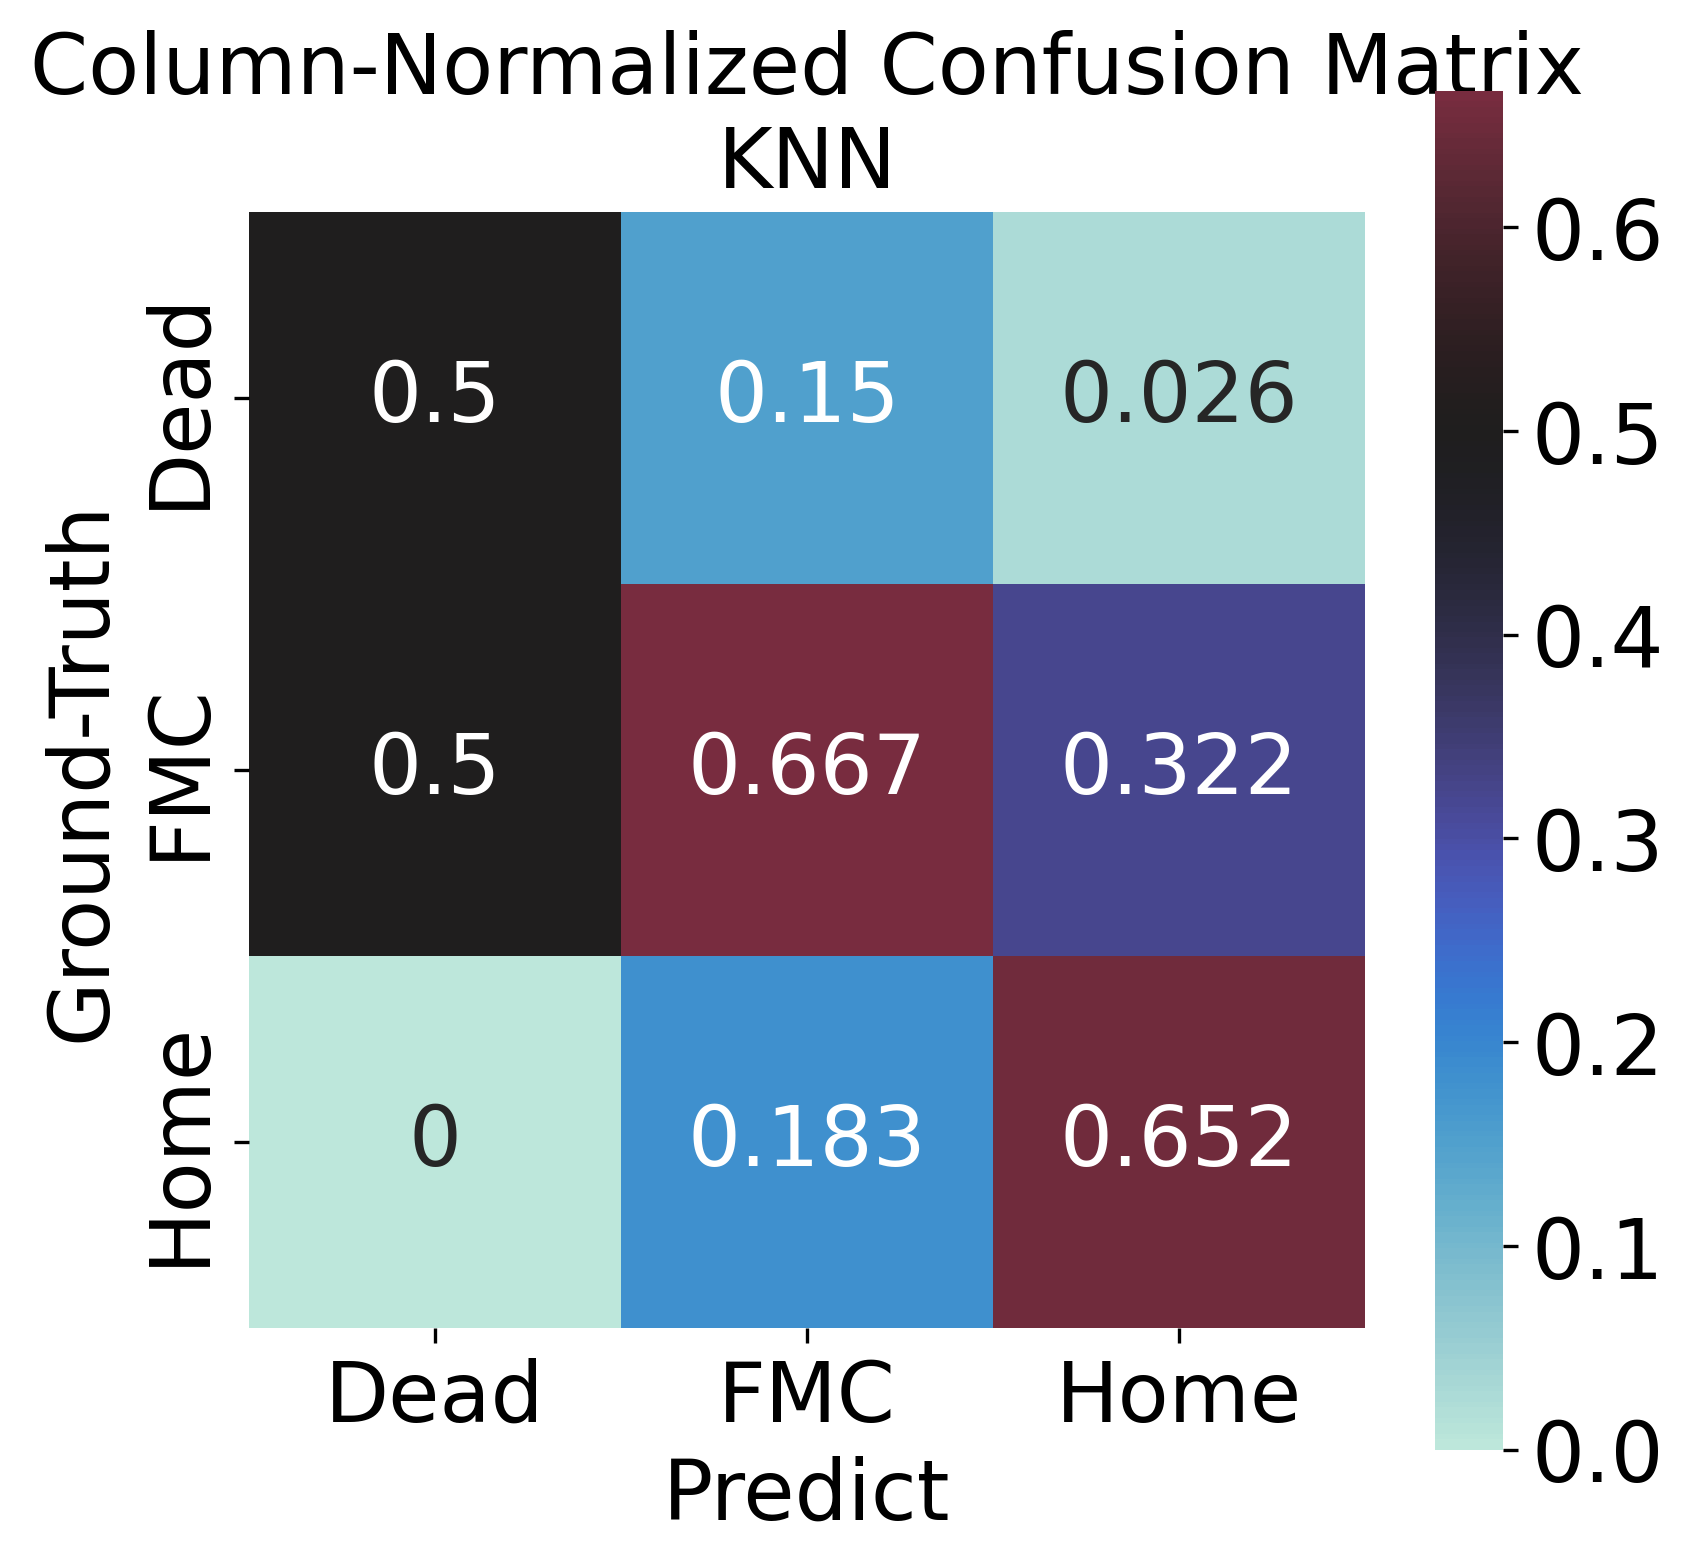 Column-Normalized Confusion Matrix
KNN
Ground-Truth
Dead
0.5 0.15 0.026
FMC
0.5 0.667 0.322
Home
0 0.183 0.652
Dead FMC Home
Predict
0.6
0.5
0.4
0.3
0.2
0.1
0.0